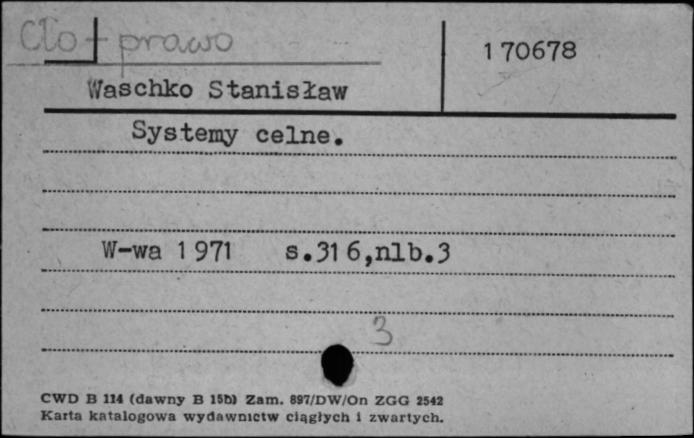 Cło + prawo
170678
Waschko Stanisław
Systemy celne.
W-wa 1971 s.316,nlb.3
3
CWD B 114 (dawny B 15b) Zam. 897/DW/On ZGG 2542
Karta katalogowa wydawnictw ciągłych i zwartych.